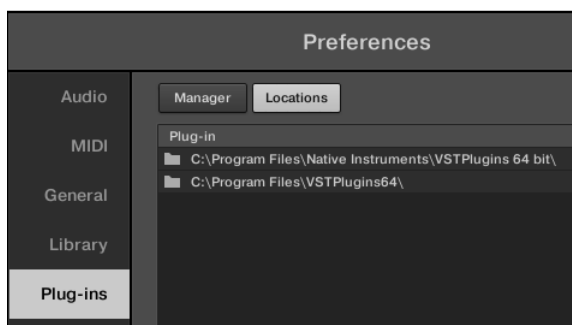 Preferences
Audio
Manager Locations
Plug-in
MIDI
C:\Program Files\Native Instruments\VSTPlugins 64 bit\
C:\Program Files\VSTPlugins64\
General
Library
Plug-ins